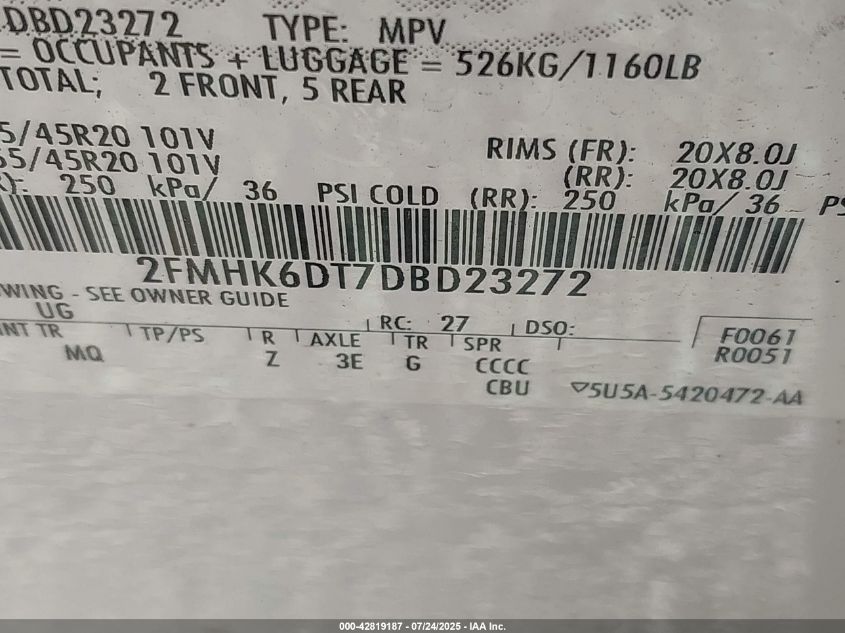 DBD23272 TYPE: MPV
= OCCUPANTS + LUGGAGE = 526KG/1160LB
TOTAL; 2 FRONT, 5 REAR
5/45R20 101V RIMS (FR): 20X8.0J
55/45R20 101V (RR): 20X8.0J
R): 250 kPa/ 36 PSI COLD (RR): 250 kPa/ 36 PS
2FMHK6DT7DBD23272
WING - SEE OWNER GUIDE
UG RC: 27 DSO:
INT TR TP/PS R AXLE TR SPR F0061
MQ Z 3E G CCCC R0051
CBU ▽5U5A-5420472-AA
000-42819187 - 07/24/2025 - IAA Inc.